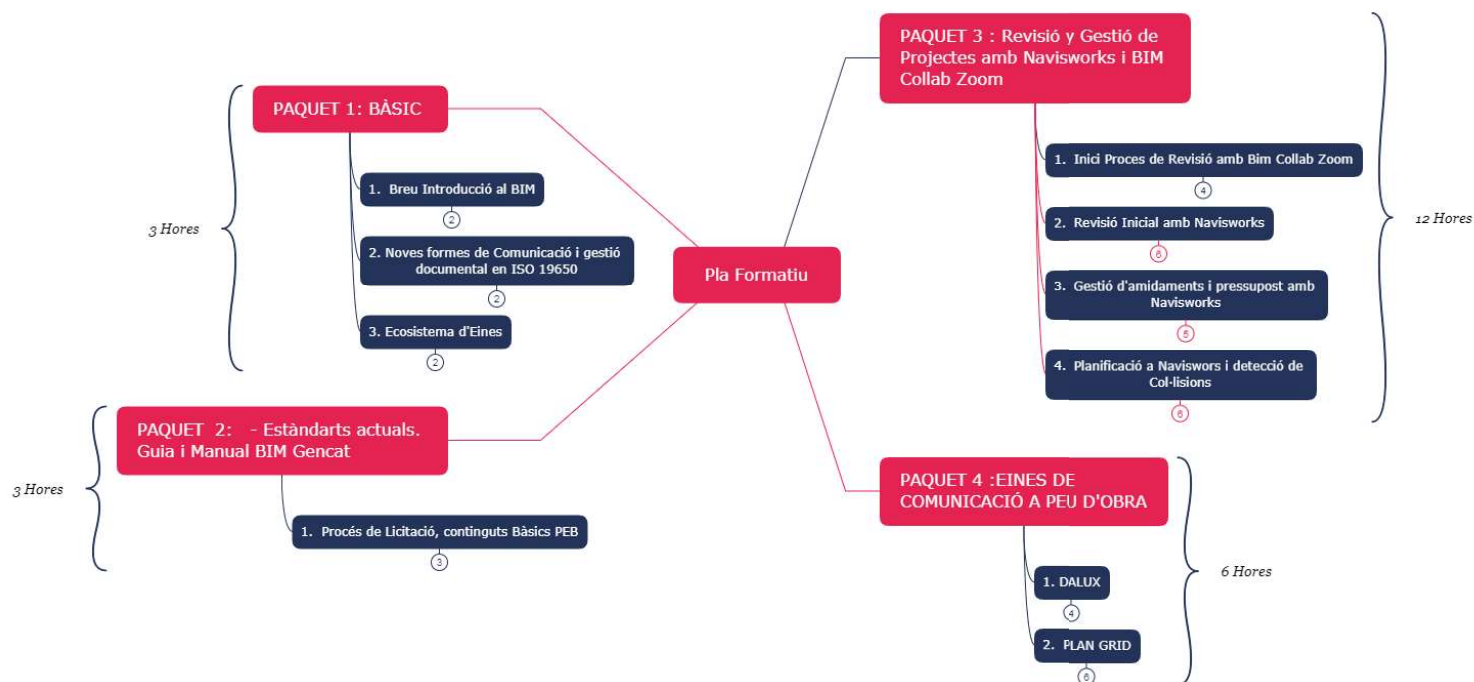 Pla Formatiu
PAQUET 1: BÀSIC
3 Hores
1. Breu Introducció al BIM
2
2. Noves formes de Comunicació i gestió
documental en ISO 19650
2
3. Ecosistema d'Eines
2
PAQUET 2: - Estàndarts actuals.
Guia i Manual BIM Gencat
3 Hores
1. Procés de Licitació, continguts Bàsics PEB
3
PAQUET 3 : Revisió y Gestió de
Projectes amb Navisworks i BIM
Collab Zoom
12 Hores
1. Inici Proces de Revisió amb Bim Collab Zoom
4
2. Revisió Inicial amb Navisworks
6
3. Gestió d'amidaments i pressupost amb
Navisworks
5
4. Planificació a Naviswors i detecció de
Col·lisions
6
PAQUET 4 :EINES DE
COMUNICACIÓ A PEU D'OBRA
6 Hores
1. DALUX
4
2. PLAN GRID
6